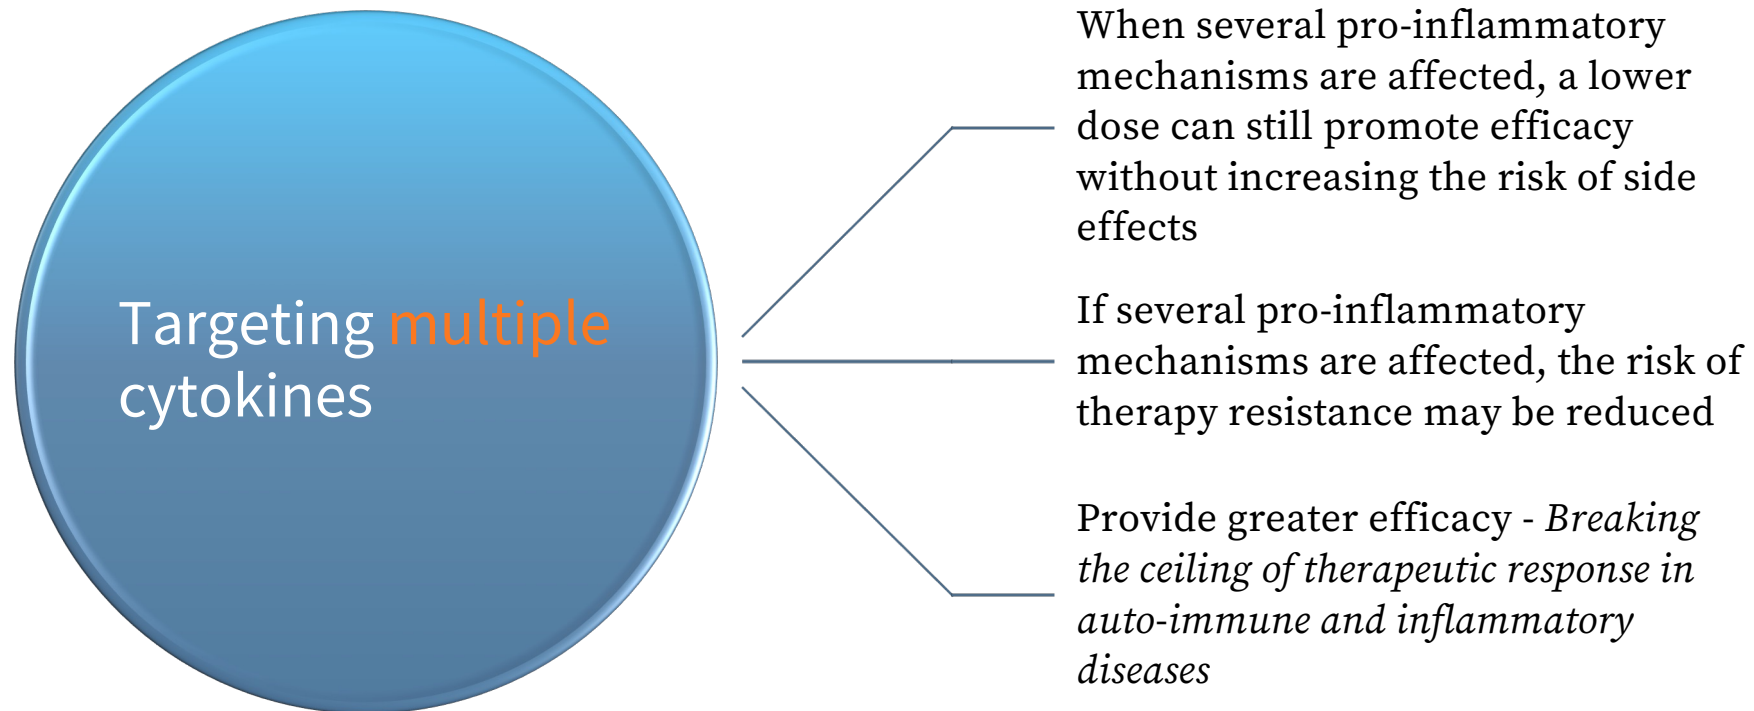 Targeting multiple
cytokines
When several pro-inflammatory
mechanisms are affected, a lower
dose can still promote efficacy
without increasing the risk of side
effects
If several pro-inflammatory
mechanisms are affected, the risk of
therapy resistance may be reduced
Provide greater efficacy - Breaking
the ceiling of therapeutic response in
auto-immune and inflammatory
diseases